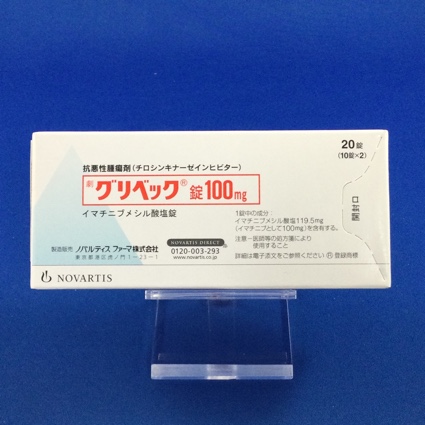 抗悪性腫瘍剤(チロシンキナーゼインヒビター)
劇 グリベック®錠100mg
イマチニブメシル酸塩錠
20錠
(10錠×2)
開封口
1錠中の成分:
イマチニブメシル酸塩119.5mg
(イマチニブとして100mg)を含有する。
注意-医師等の処方箋により
使用すること
詳細は電子添文をご参照ください Ⓡ登録商標
製造販売 ノバルティス ファーマ株式会社
東京都港区虎ノ門1-23-1
NOVARTIS DIRECT
0120-003-293
www.novartis.co.jp
NOVARTIS